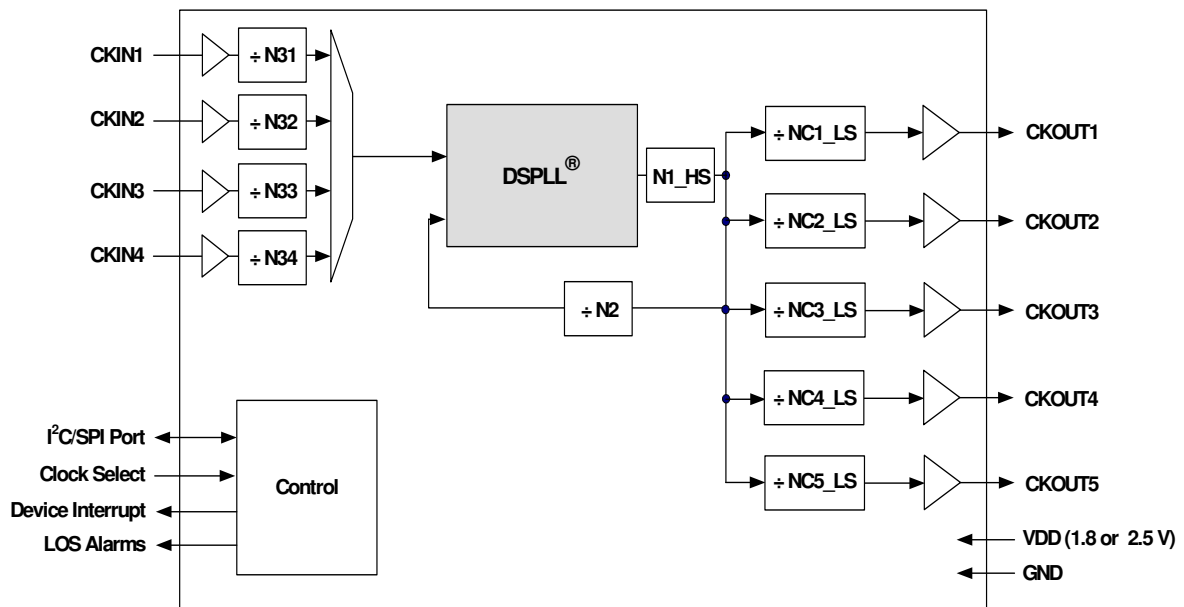 CKIN1
÷ N31
CKIN2
÷ N32
CKIN3
÷ N33
CKIN4
÷ N34
DSPLL®
N1_HS
÷ N2
÷ NC1_LS
CKOUT1
÷ NC2_LS
CKOUT2
÷ NC3_LS
CKOUT3
÷ NC4_LS
CKOUT4
÷ NC5_LS
CKOUT5
I²C/SPI Port
Clock Select
Device Interrupt
LOS Alarms
Control
VDD (1.8 or 2.5 V)
GND